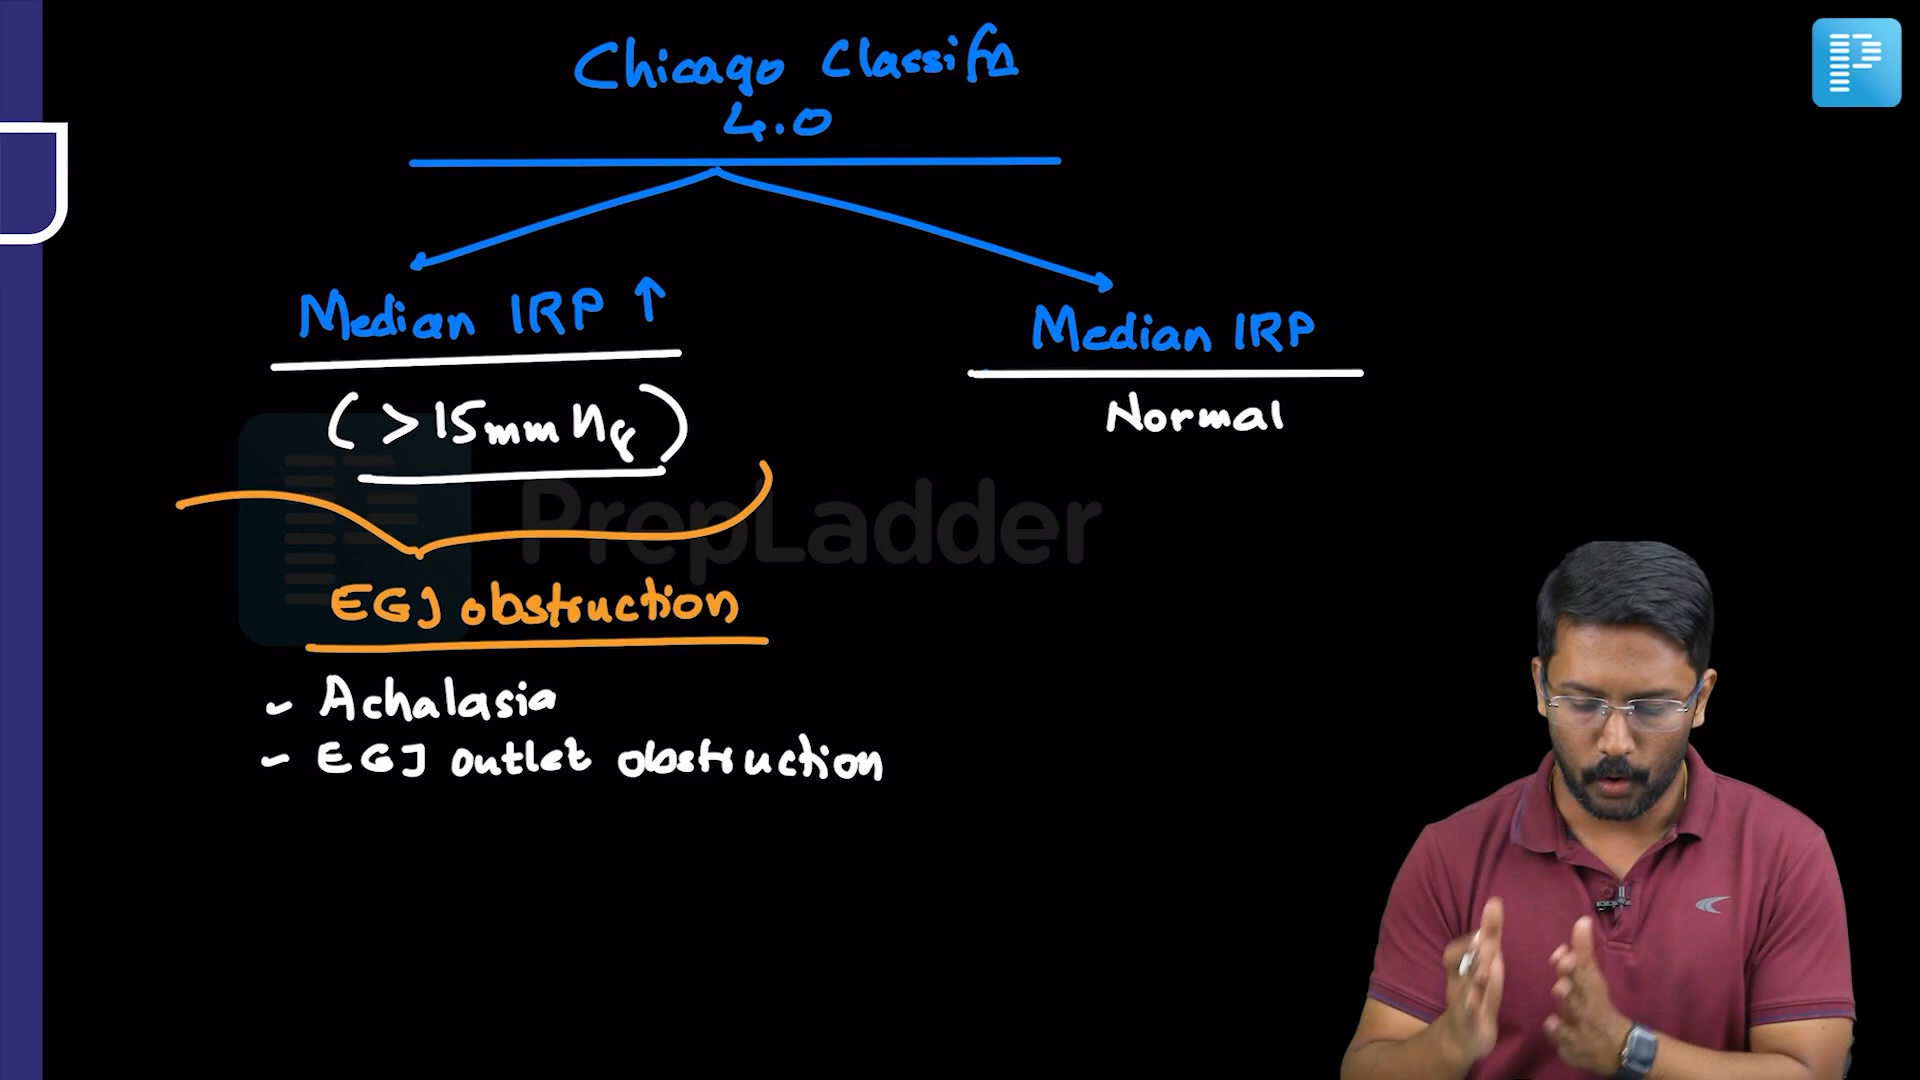 Chicago Classifn
4.0
Median IRP ↑
(>15mmHg)
EGJ obstruction
- Achalasia
- EGJ outlet obstruction
Median IRP
Normal
PrepLadder